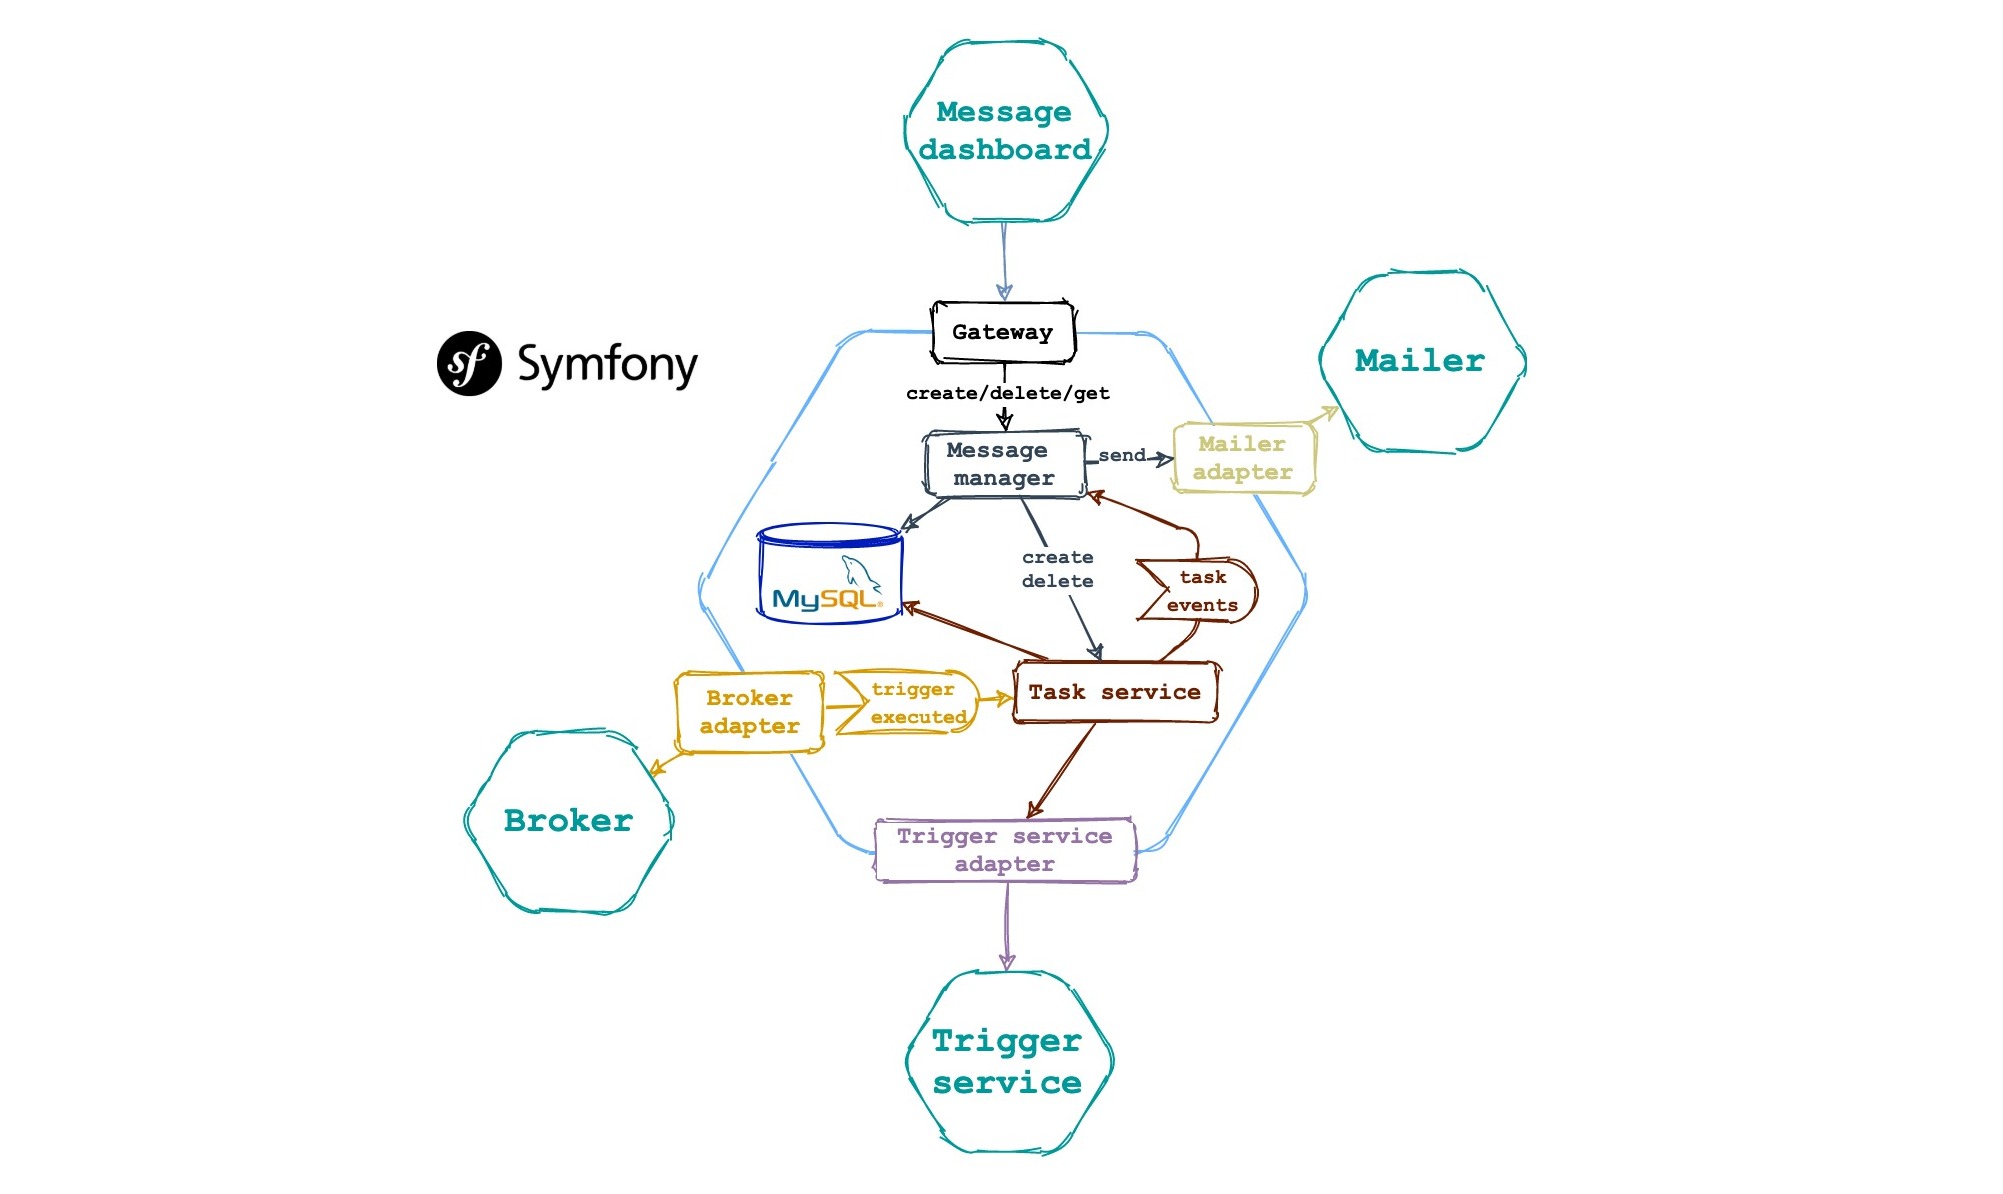 Message
dashboard
Gateway
sf Symfony
Mailer
create/delete/get
Message
manager
send
Mailer
adapter
create
delete
task
events
MySQL®
Broker
adapter
trigger
executed
Task service
Broker
Trigger service
adapter
Trigger
service